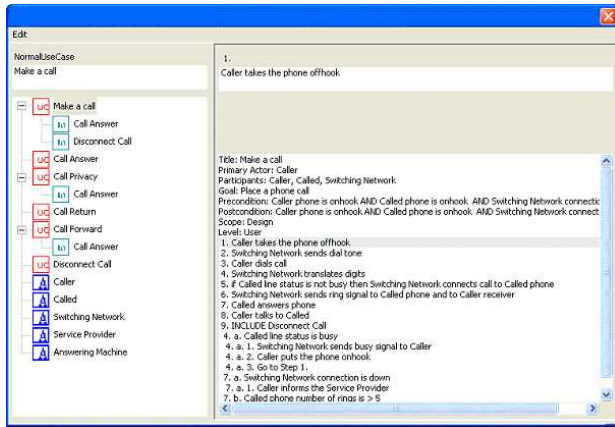 Edit
NormalUseCase
Make a call
UC Make a call
Call Answer
Disconnect Call
UC Call Answer
UC Call Privacy
Call Answer
UC Call Return
UC Call Forward
Call Answer
UC Disconnect Call
A Caller
A Called
A Switching Network
A Service Provider
A Answering Machine
1.
Caller takes the phone offhook
Title: Make a call
Primary Actor: Caller
Participants: Caller, Called, Switching Network
Goal: Place a phone call
Precondition: Caller phone is onhook AND Called phone is onhook AND Switching Network connectic
Postcondition: Caller phone is onhook AND Called phone is onhook AND Switching Network connect
Scope: Design
Level: User
1. Caller takes the phone offhook
2. Switching Network sends dial tone
3. Caller dials call
4. Switching Network translates digits
5. if Called line status is not busy then Switching Network connects call to Called phone
6. Switching Network sends ring signal to Called phone and to Caller receiver
7. Called answers phone
8. Caller talks to Called
9. INCLUDE Disconnect Call
4. a. Called line status is busy
4. a. 1. Switching Network sends busy signal to Caller
4. a. 2. Caller puts the phone onhook
4. a. 3. Go to Step 1.
7. a. Switching Network connection is down
7. a. 1. Caller informs the Service Provider
7. b. Called phone number of rings is > 5